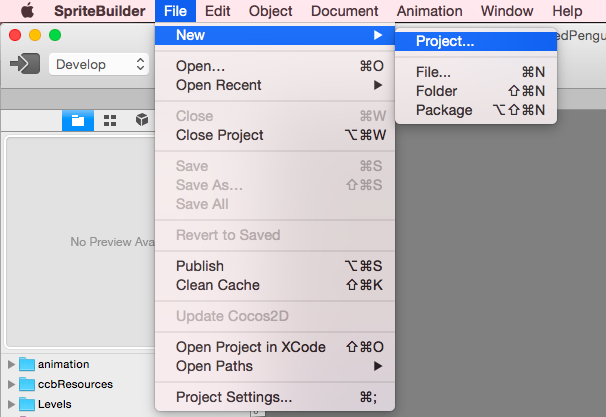 SpriteBuilder File Edit Object Document Animation Window Help
New
Project...
edPengu
Develop
Open... ⌘O
File... ⌘N
Open Recent
Folder ⇧⌘N
Package ⌥⇧⌘N
Close ⌘W
Close Project ⌥⌘W
Save ⌘S
Save As... ⇧⌘S
Save All
Revert to Saved
No Preview Ava
Publish ⌥⌘S
Clean Cache ⇧⌘K
Update Cocos2D
Open Project in XCode ⇧⌘O
Open Paths
Project Settings... ⌘;
animation
ccbResources
Levels